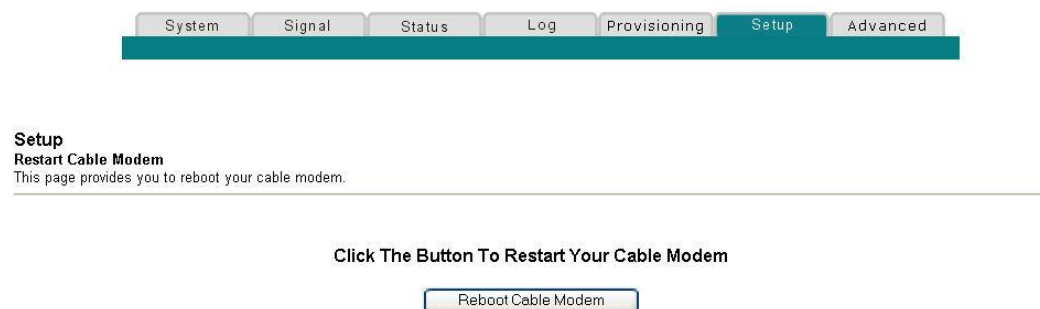 System Signal Status Log Provisioning Setup Advanced
Setup
Restart Cable Modem
This page provides you to reboot your cable modem.
Click The Button To Restart Your Cable Modem
Reboot Cable Modem